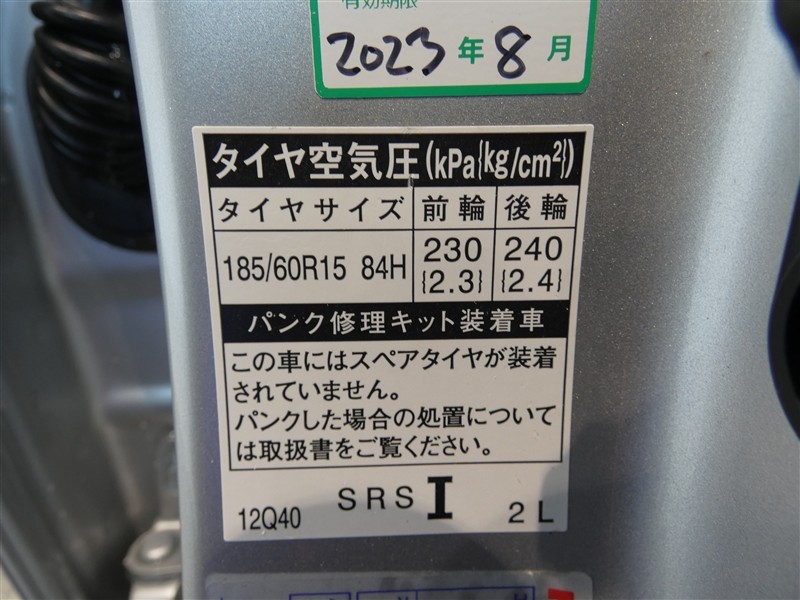 有効期限
2023年8月
タイヤ空気圧(kPa{kg/cm²})
タイヤサイズ 前輪 後輪
185/60R15 84H 230 240
{2.3} {2.4}
パンク修理キット装着車
この車にはスペアタイヤが装着
されていません。
パンクした場合の処置について
は取扱書をご覧ください。
12Q40 SRS I 2L